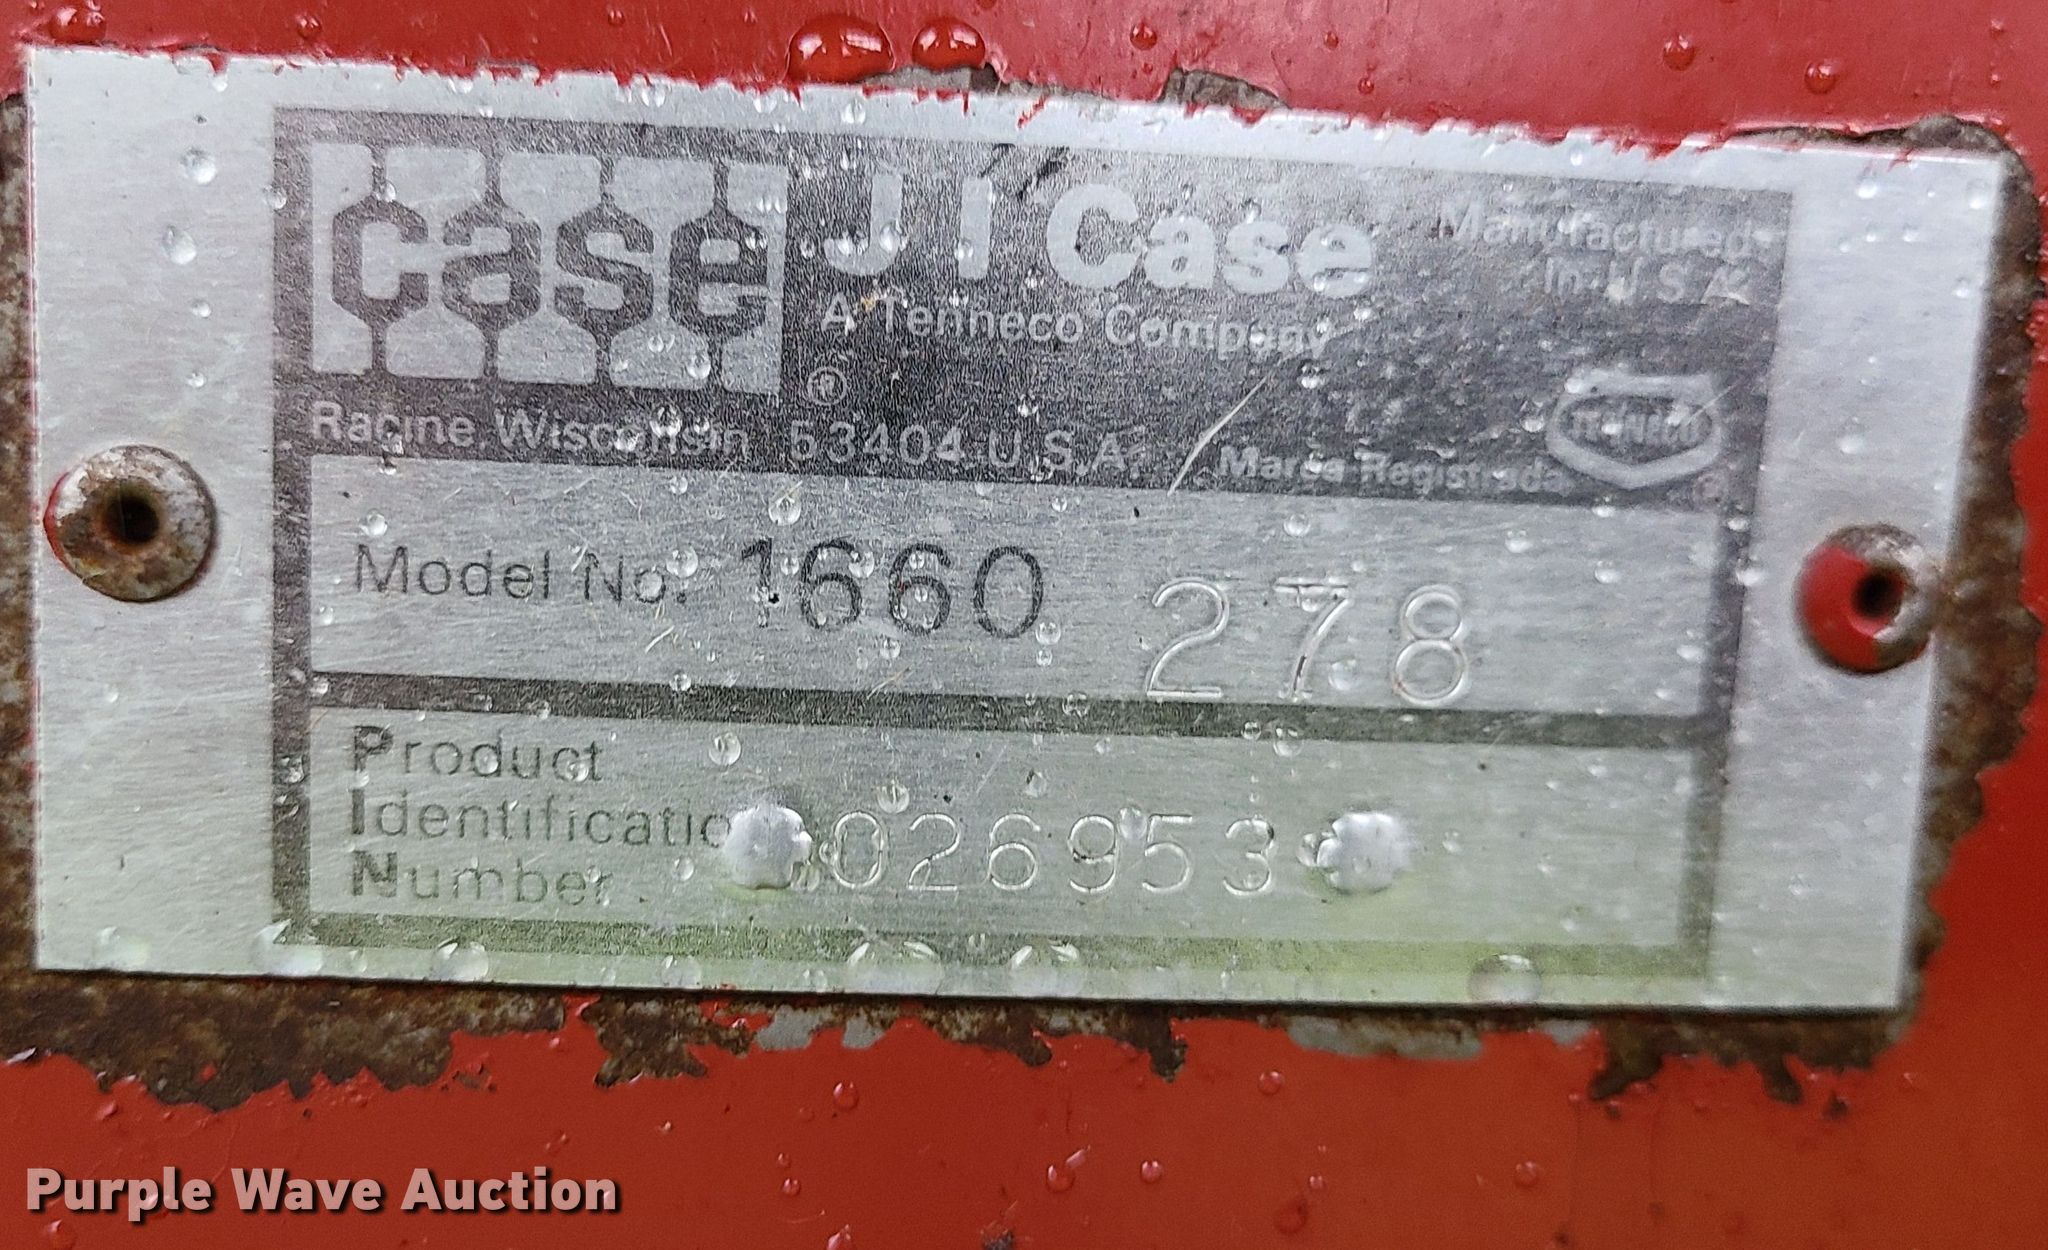 case
J I Case
Manufactured
In U S A
A Tenneco Company
®
Racine, Wisconsin 53404 U.S.A.
Marca Registrada
TENNECO
®
Model No. 1660 278
Product
Identification
Number
026953
Purple Wave Auction